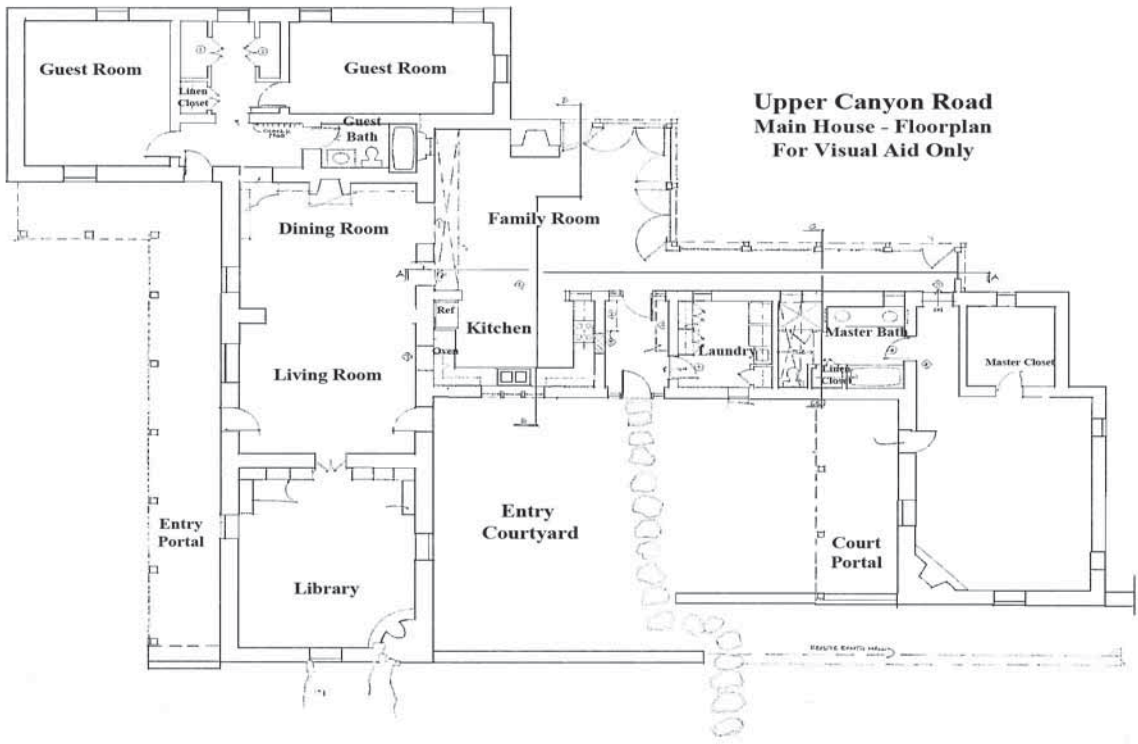 Guest Room
Guest Room
Linen
Closet
Upper Canyon Road
Main House - Floorplan
For Visual Aid Only
Guest
Bath
Dining Room
Family Room
A
A
Ref
Kitchen
Oven
Laundry
Master Bath
Linen
Closet
Master Closet
Living Room
Entry
Portal
Entry
Courtyard
Court
Portal
Library